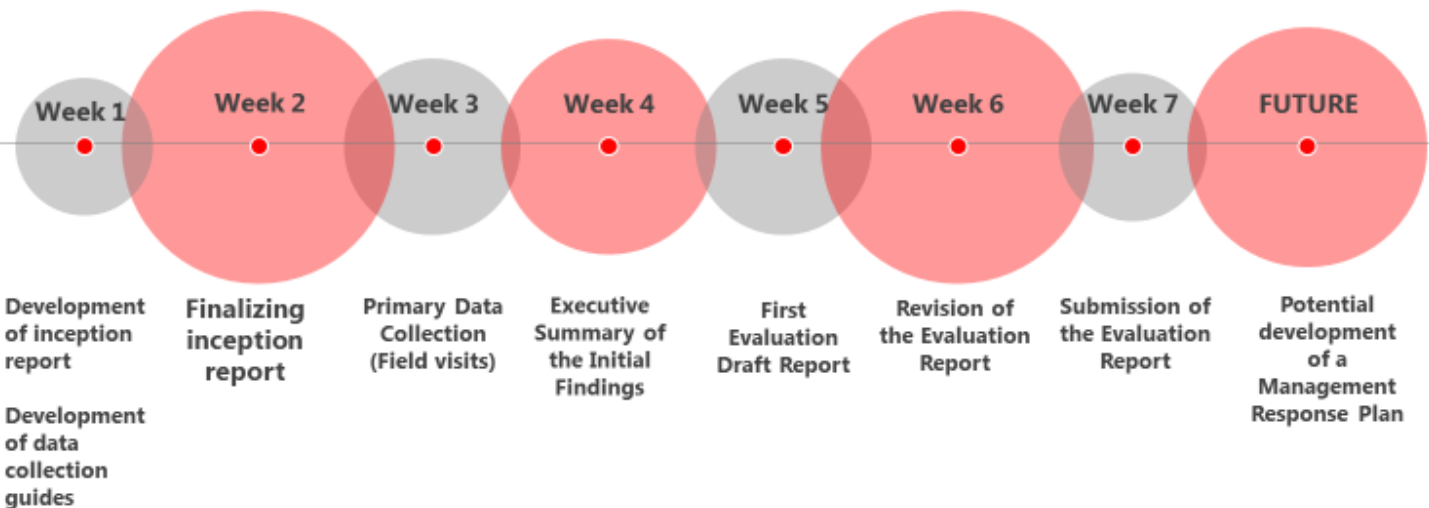 Week 1
Week 2
Week 3
Week 4
Week 5
Week 6
Week 7
FUTURE
Development
of inception
report
Development
of data
collection
guides
Finalizing
inception
report
Primary Data
Collection
(Field visits)
Executive
Summary of
the Initial
Findings
First
Evaluation
Draft Report
Revision of
the Evaluation
Report
Submission of
the Evaluation
Report
Potential
development
of a
Management
Response Plan